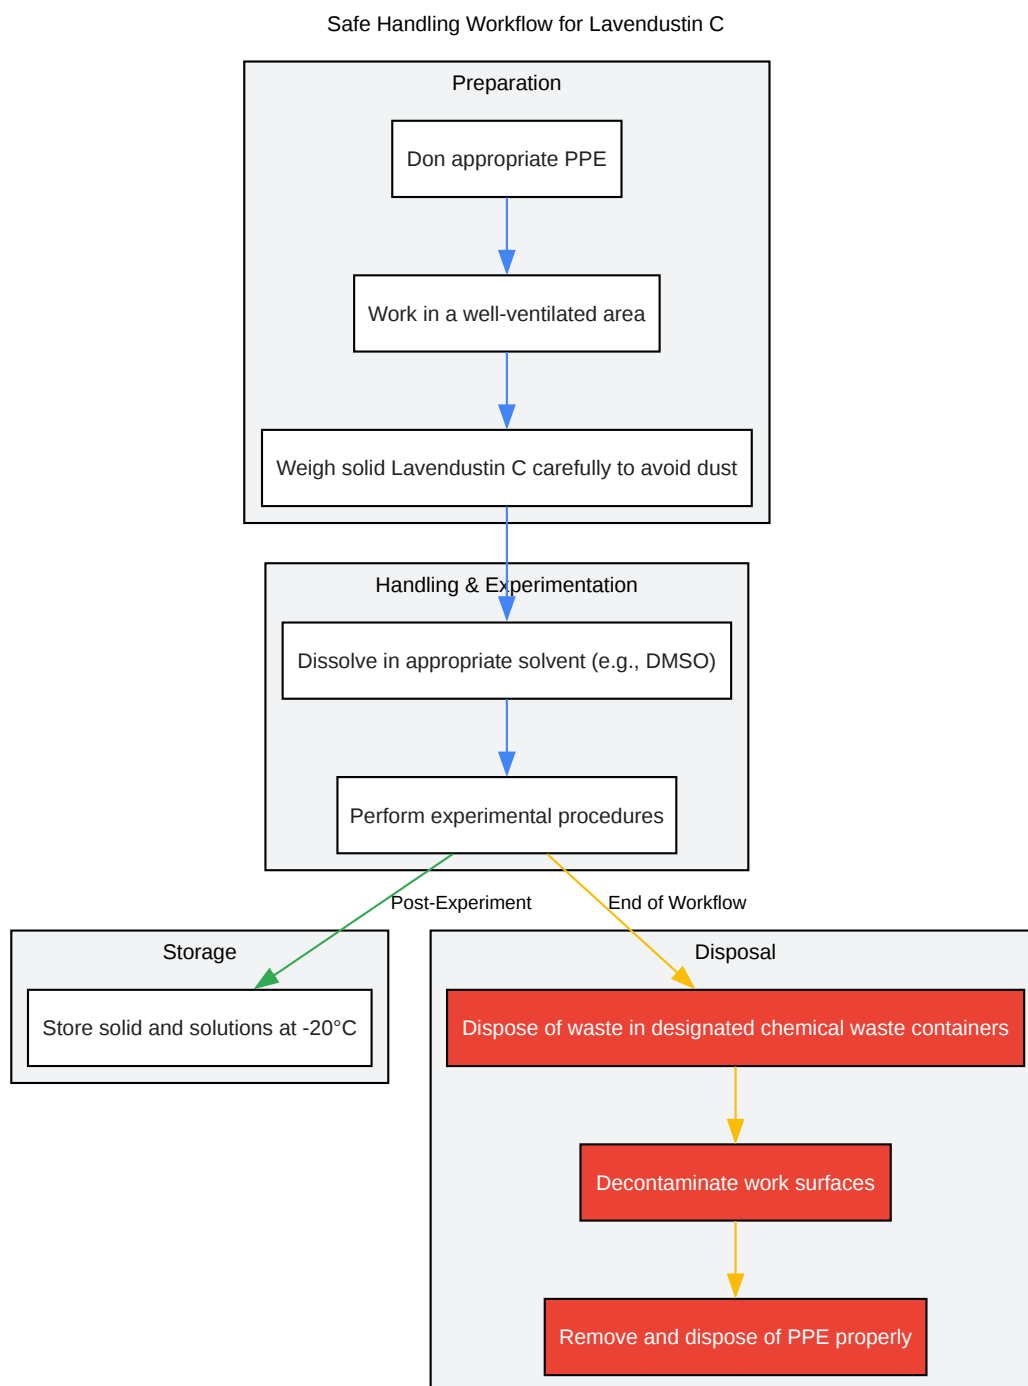 Safe Handling Workflow for Lavendustin C
Preparation
Don appropriate PPE
Work in a well-ventilated area
Weigh solid Lavendustin C carefully to avoid dust
Handling & Experimentation
Dissolve in appropriate solvent (e.g., DMSO)
Perform experimental procedures
Post-Experiment
End of Workflow
Storage
Store solid and solutions at -20°C
Disposal
Dispose of waste in designated chemical waste containers
Decontaminate work surfaces
Remove and dispose of PPE properly